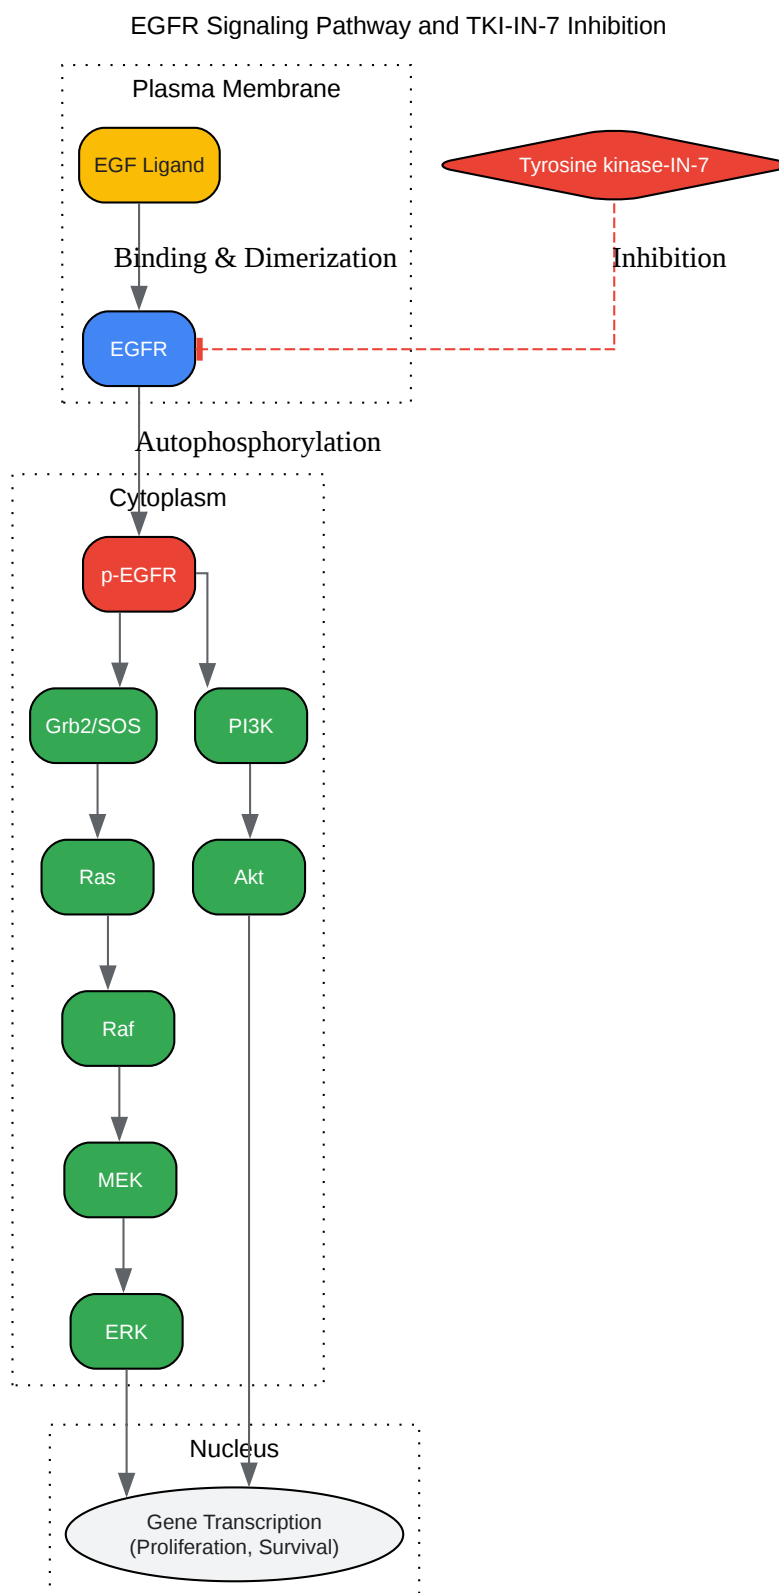 EGFR Signaling Pathway and TKI-IN-7 Inhibition
Plasma Membrane
EGF Ligand
Tyrosine kinase-IN-7
Binding & Dimerization
Inhibition
EGFR
Autophosphorylation
Cytoplasm
p-EGFR
Grb2/SOS
PI3K
Ras
Akt
Raf
MEK
ERK
Nucleus
Gene Transcription
(Proliferation, Survival)